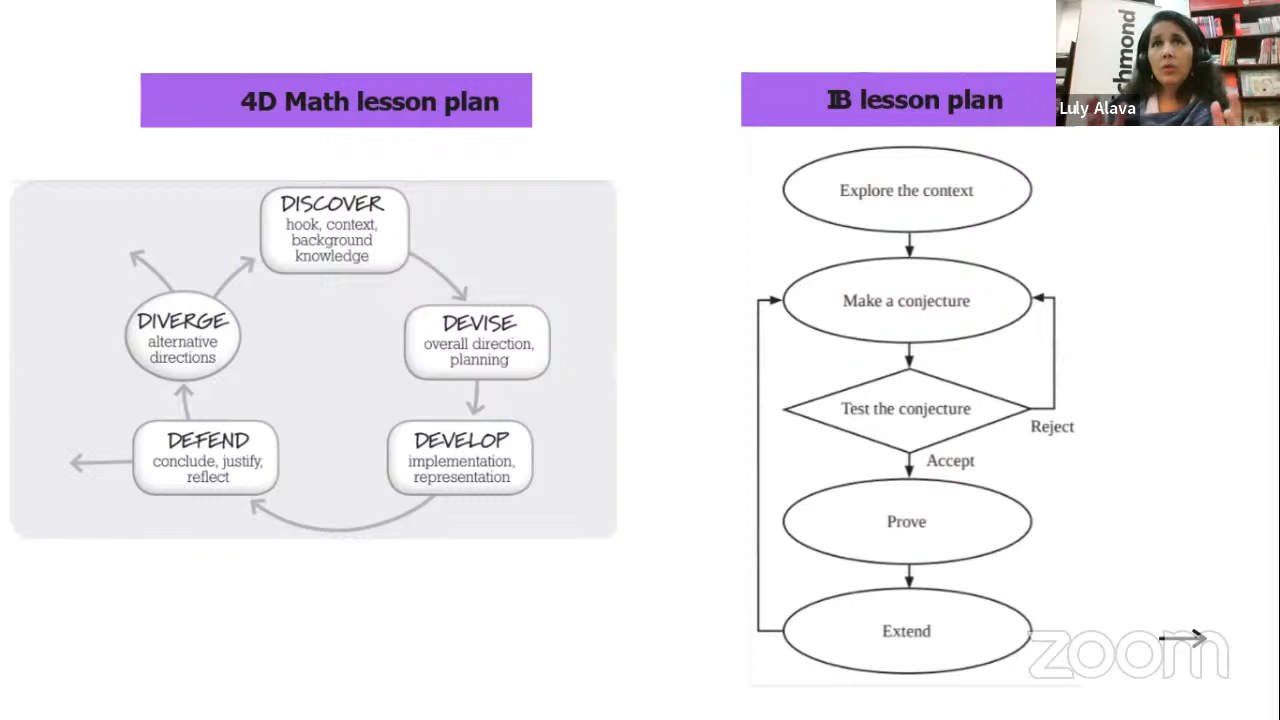 4D Math lesson plan
DISCOVER
hook, context,
background
knowledge
DEVISE
overall direction,
planning
DEVELOP
implementation,
representation
DEFEND
conclude, justify,
reflect
DIVERGE
alternative
directions
IB lesson plan
Explore the context
Make a conjecture
Test the conjecture
Reject
Accept
Prove
Extend
chmond
Luly Alava
zoom